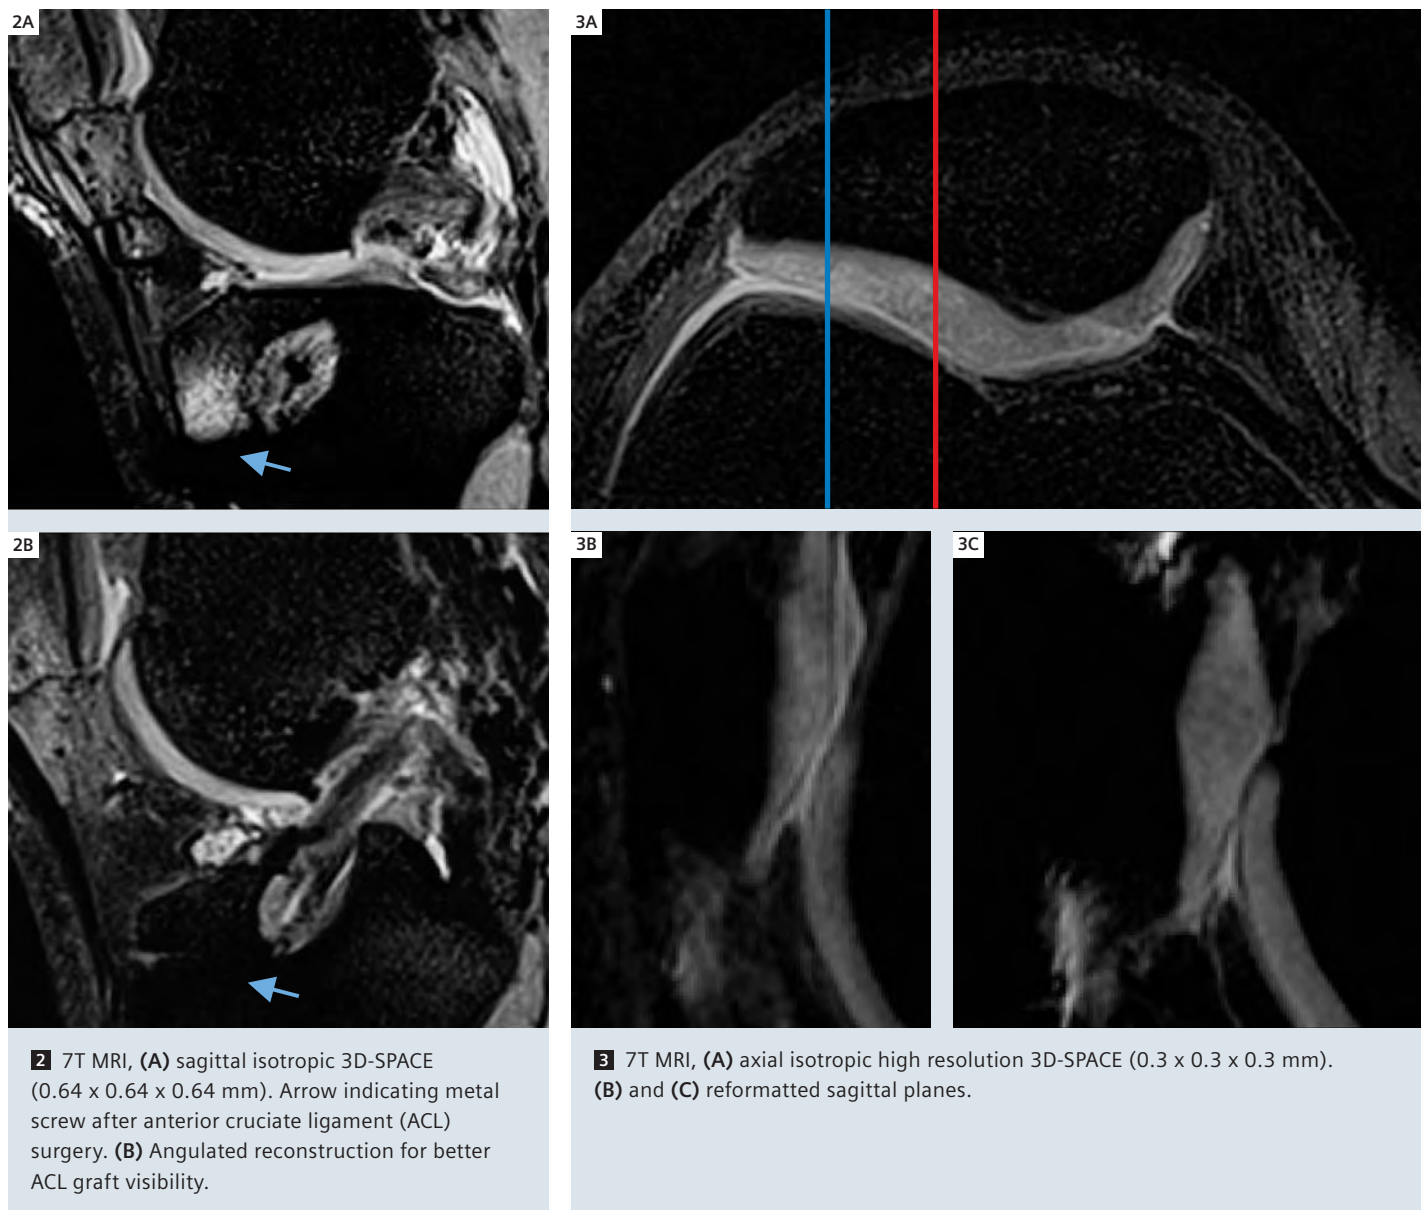 2A
3A
2B
3B
3C
2 7T MRI, (A) sagittal isotropic 3D-SPACE
(0.64 x 0.64 x 0.64 mm). Arrow indicating metal
screw after anterior cruciate ligament (ACL)
surgery. (B) Angulated reconstruction for better
ACL graft visibility.
3 7T MRI, (A) axial isotropic high resolution 3D-SPACE (0.3 x 0.3 x 0.3 mm).
(B) and (C) reformatted sagittal planes.